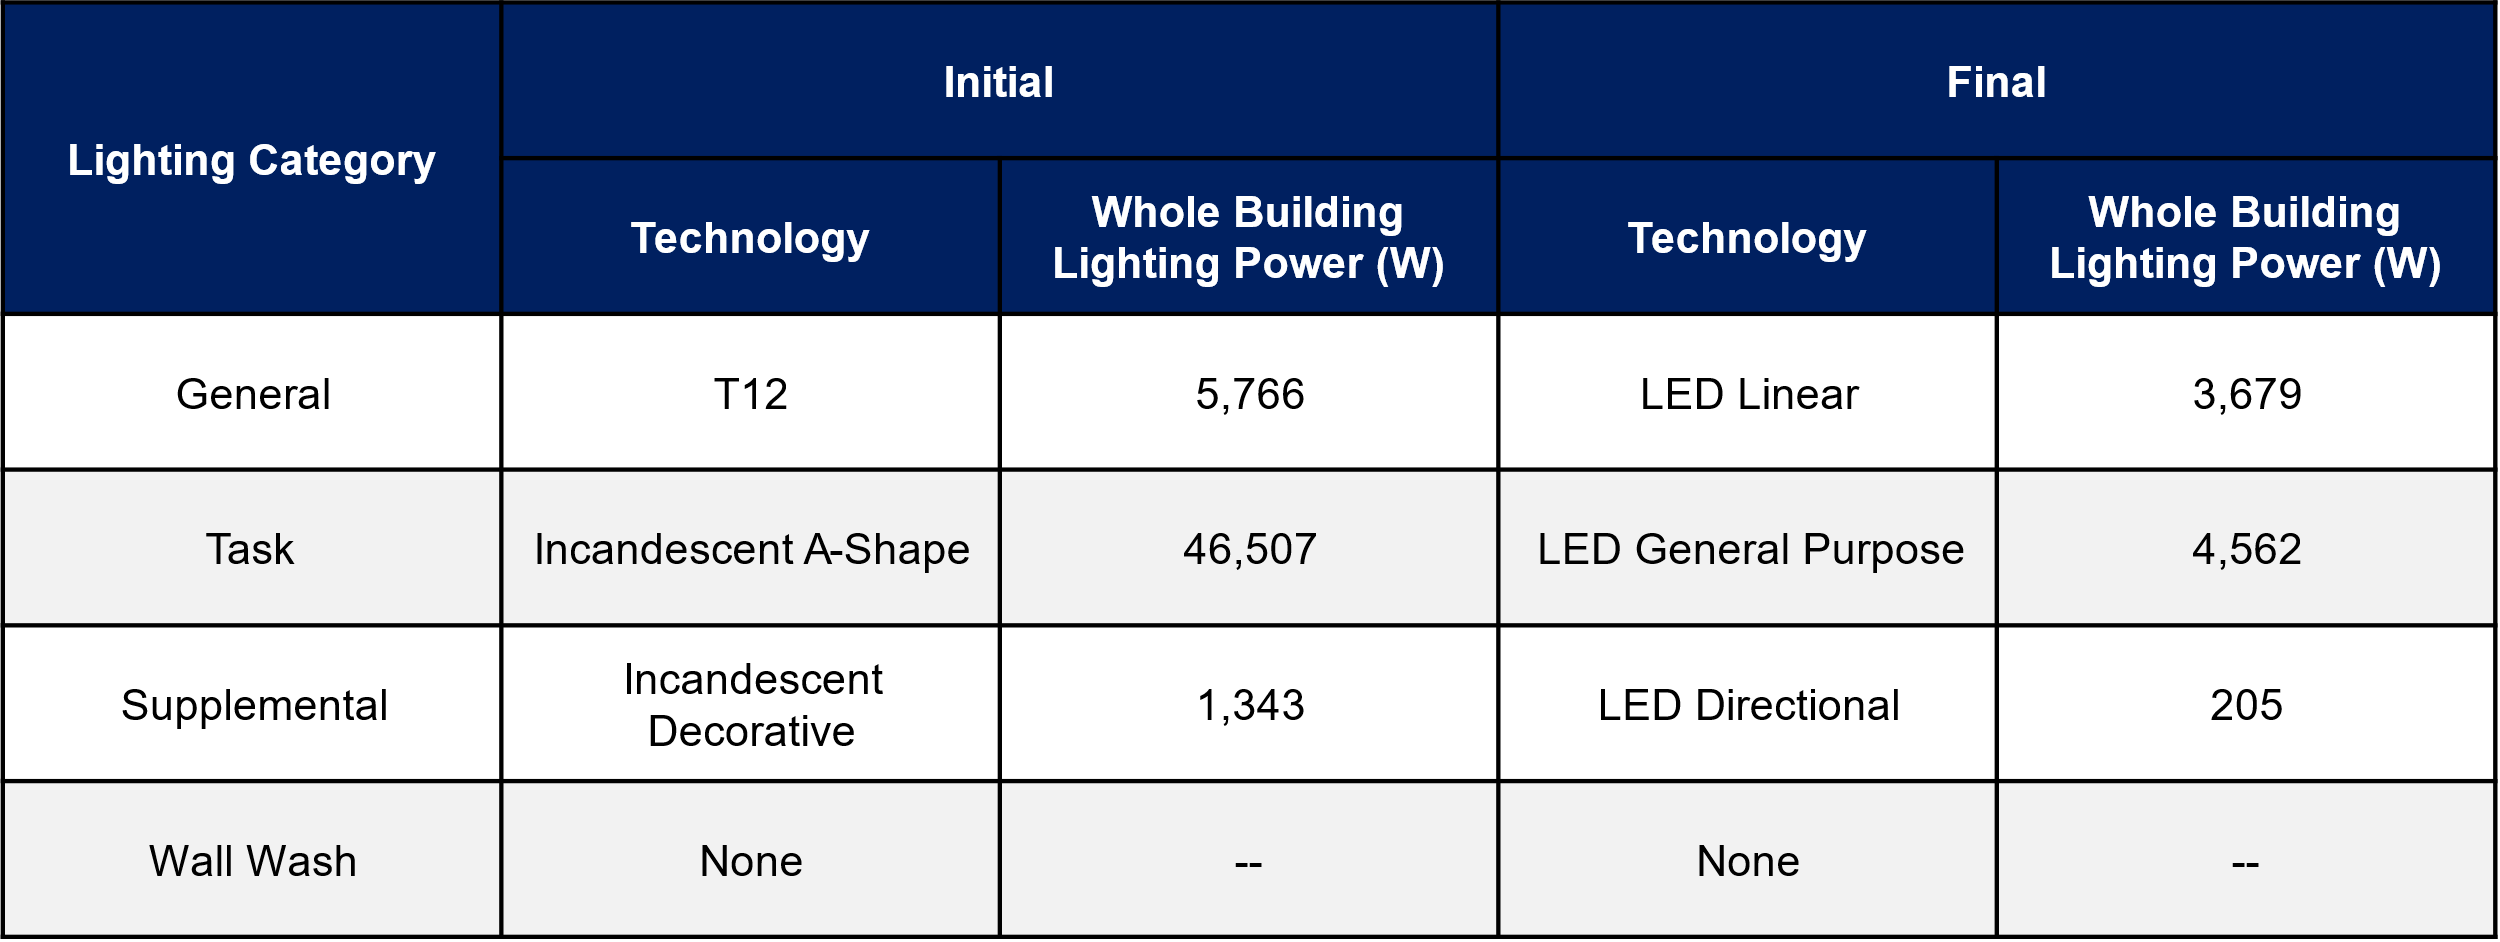 Lighting Category
Initial
Final
Technology
Whole Building
Lighting Power (W)
Technology
Whole Building
Lighting Power (W)
General
T12
5,766
LED Linear
3,679
Task
Incandescent A-Shape
46,507
LED General Purpose
4,562
Supplemental
Incandescent
Decorative
1,343
LED Directional
205
Wall Wash
None
--
None
--